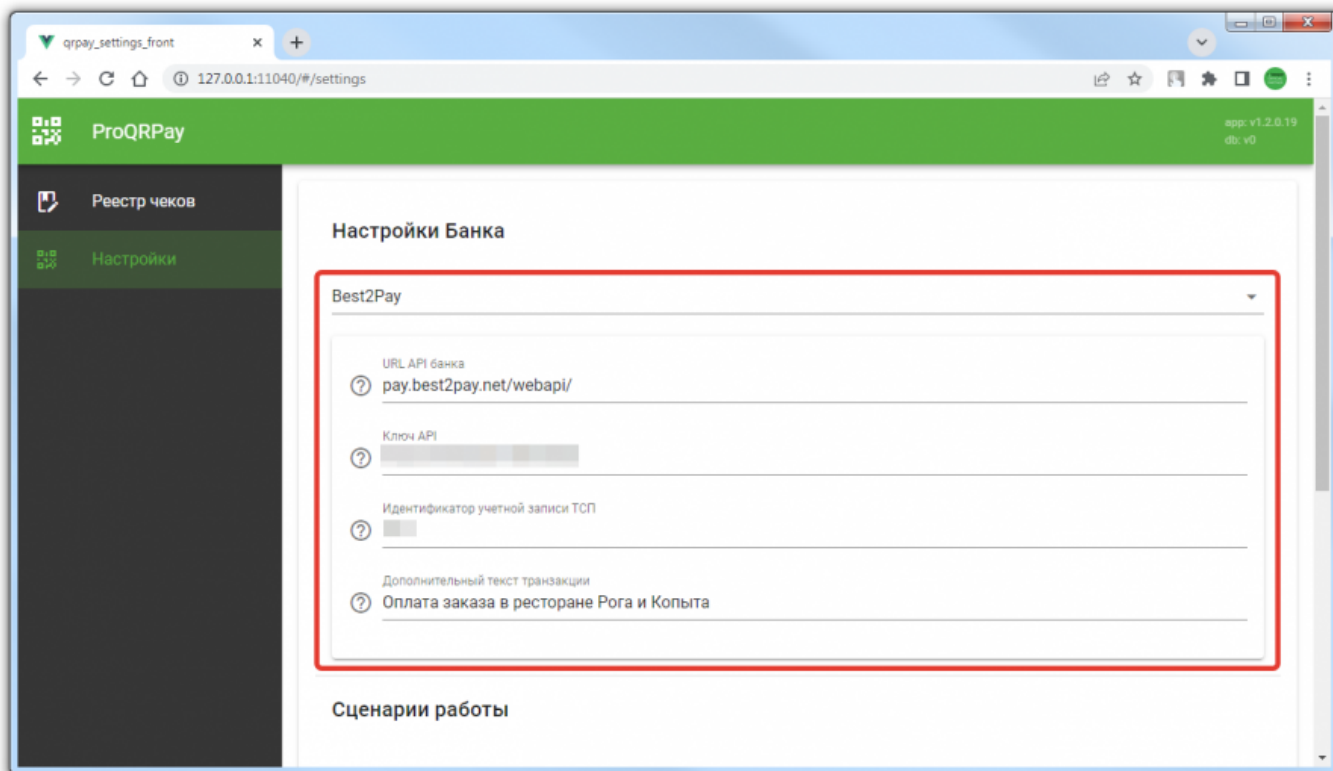 qrpay_settings_front
127.0.0.1:11040/#/settings
ProQRPay
app: v1.2.0.19
db: v0
Реестр чеков
Настройки
Настройки Банка
Best2Pay
URL API банка
pay.best2pay.net/webapi/
Ключ API
Идентификатор учетной записи ТСП
Дополнительный текст транзакции
Оплата заказа в ресторане Рога и Копыта
Сценарии работы